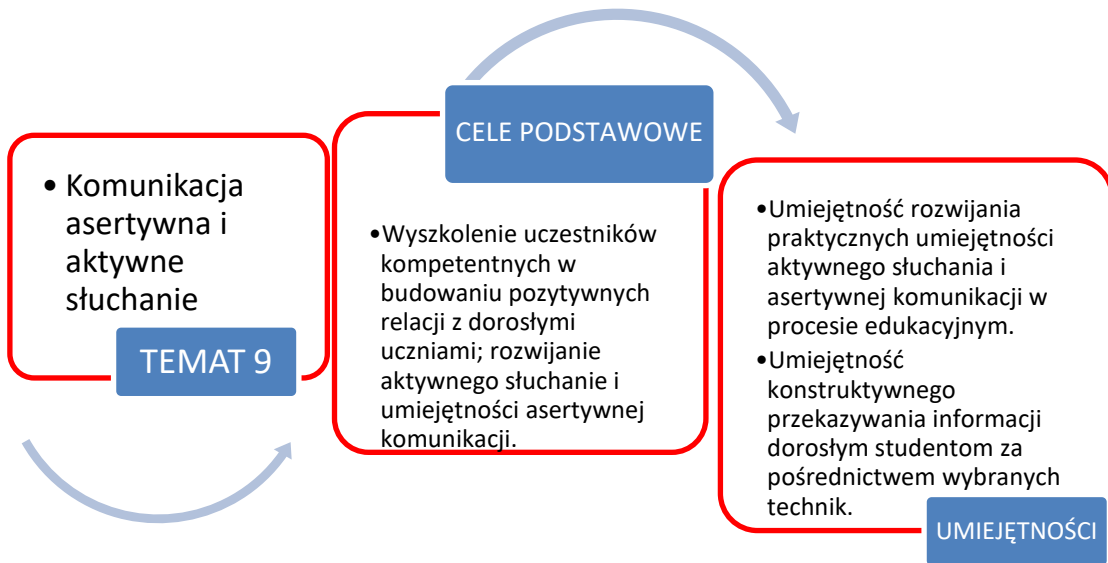 • Komunikacja
asertywna i
aktywne
słuchanie
TEMAT 9
CELE PODSTAWOWE
•Wyszkolenie uczestników
kompetentnych w
budowaniu pozytywnych
relacji z dorosłymi
uczniami; rozwijanie
aktywnego słuchanie i
umiejętności asertywnej
komunikacji.
•Umiejętność rozwijania
praktycznych umiejętności
aktywnego słuchania i
asertywnej komunikacji w
procesie edukacyjnym.
•Umiejętność
konstruktywnego
przekazywania informacji
dorosłym studentom za
pośrednictwem wybranych
technik.
UMIEJĘTNOŚCI